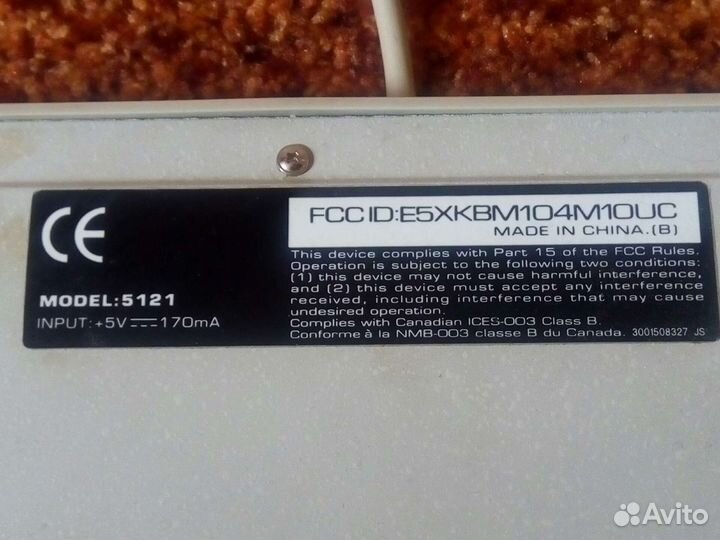 CE
MODEL:5121
INPUT:+5V⎓170mA
FCC ID:E5XKBM104M10UC
MADE IN CHINA.(B)
This device complies with Part 15 of the FCC Rules.
Operation is subject to the following two conditions:
(1) this device may not cause harmful interference,
and (2) this device must accept any interference
received, including interference that may cause
undesired operation.
Complies with Canadian ICES-003 Class B.
Conforme à la NMB-003 classe B du Canada. 3001508327 JS
Avito